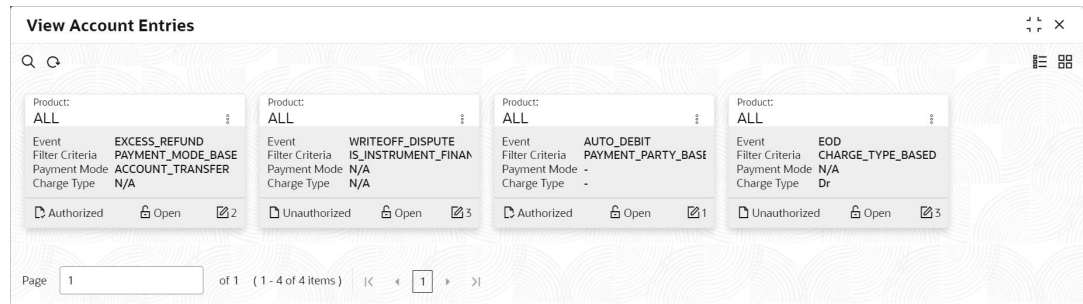 View Account Entries
Product:
ALL
Event EXCESS_REFUND
Filter Criteria PAYMENT_MODE_BASE
Payment Mode ACCOUNT_TRANSFER
Charge Type N/A
Authorized Open 2
Product:
ALL
Event WRITEOFF_DISPUTE
Filter Criteria IS_INSTRUMENT_FINAN
Payment Mode N/A
Charge Type N/A
Unauthorized Open 3
Product:
ALL
Event AUTO_DEBIT
Filter Criteria PAYMENT_PARTY_BASE
Payment Mode -
Charge Type -
Authorized Open 1
Product:
ALL
Event EOD
Filter Criteria CHARGE_TYPE_BASED
Payment Mode N/A
Charge Type Dr
Unauthorized Open 3
Page 1 of 1 (1 - 4 of 4 items) 1